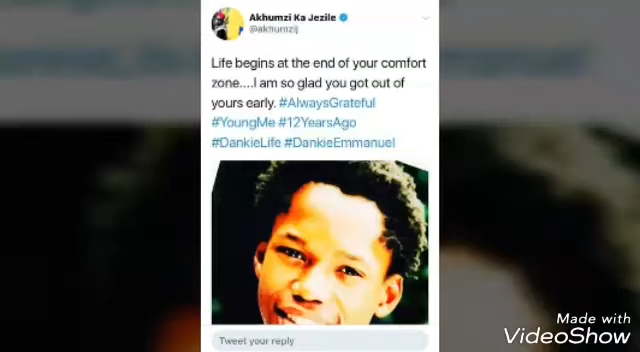 Akhumzi Ka Jezile
@akhumzij
Life begins at the end of your comfort
zone....I am so glad you got out of
yours early. #AlwaysGrateful
#YoungMe #12YearsAgo
#DankieLife #DankieEmmanuel
Tweet your reply
Made with
VideoShow